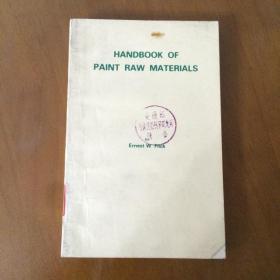 HANDBOOK OF
PAINT RAW MATERIALS
Ernest W. Flick